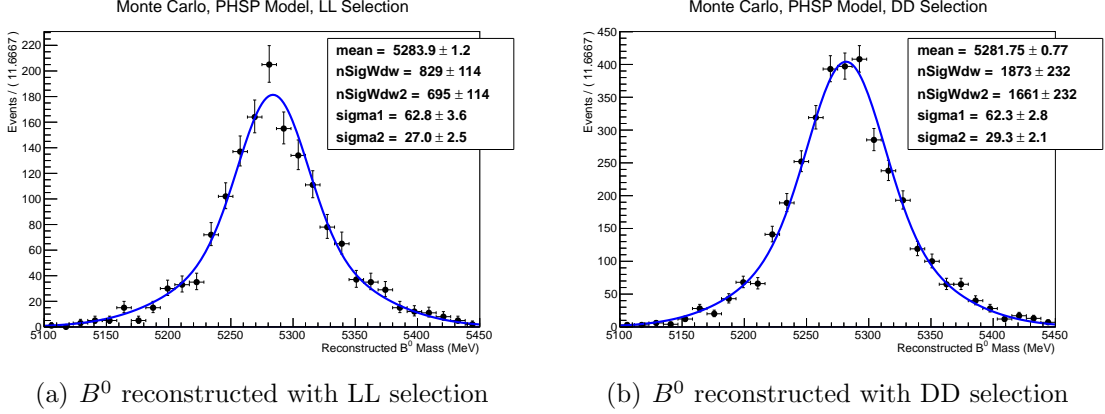 Monte Carlo, PHSP Model, LL Selection
Events / ( 11.6667)
220
200
180
160
140
120
100
80
60
40
20
0
mean = 5283.9 ± 1.2
nSigWdw = 829 ± 114
nSigWdw2 = 695 ± 114
sigma1 = 62.8 ± 3.6
sigma2 = 27.0 ± 2.5
5100 5150 5200 5250 5300 5350 5400 5450
Reconstructed B⁰ Mass (MeV)
(a) B⁰ reconstructed with LL selection
Monte Carlo, PHSP Model, DD Selection
Events / ( 11.6667)
450
400
350
300
250
200
150
100
50
0
mean = 5281.75 ± 0.77
nSigWdw = 1873 ± 232
nSigWdw2 = 1661 ± 232
sigma1 = 62.3 ± 2.8
sigma2 = 29.3 ± 2.1
5100 5150 5200 5250 5300 5350 5400 5450
Reconstructed B⁰ Mass (MeV)
(b) B⁰ reconstructed with DD selection